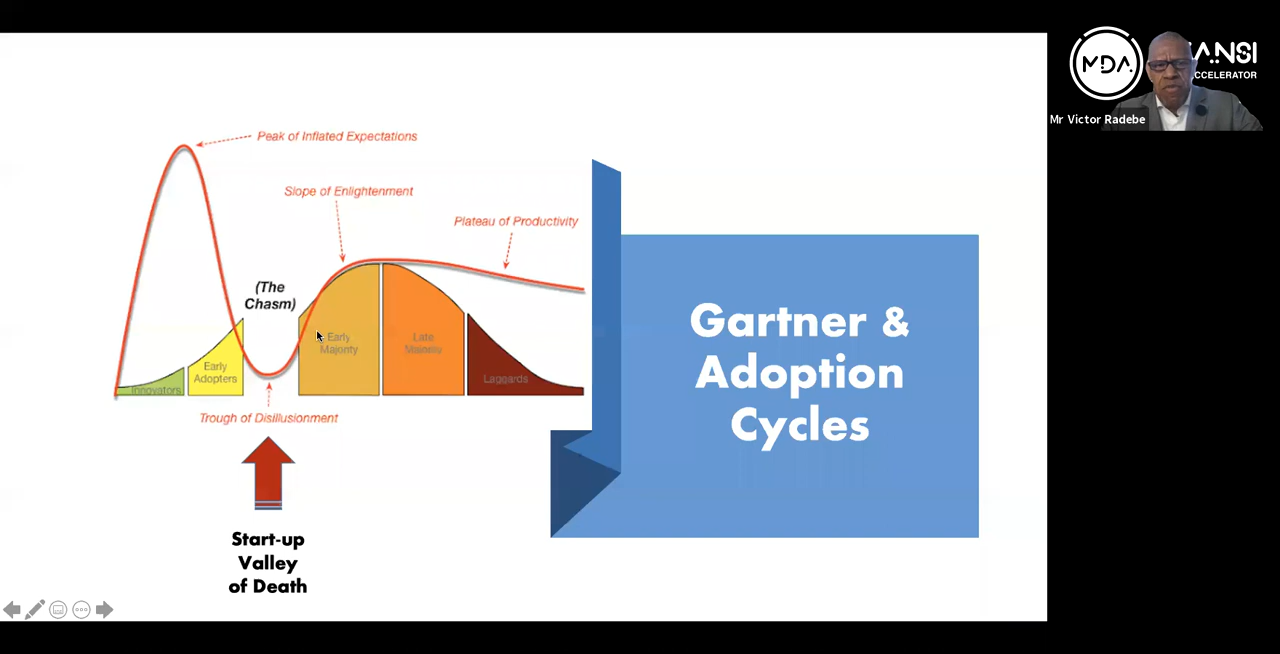 Peak of Inflated Expectations
Slope of Enlightenment
Plateau of Productivity
(The
Chasm)
Early
Majority
Late
Early
Adopters
Innovators
Laggards
Trough of Disillusionment
Start-up
Valley
of Death
Gartner &
Adoption
Cycles
MDA
ANSI
CCELERATOR
Mr Victor Radebe